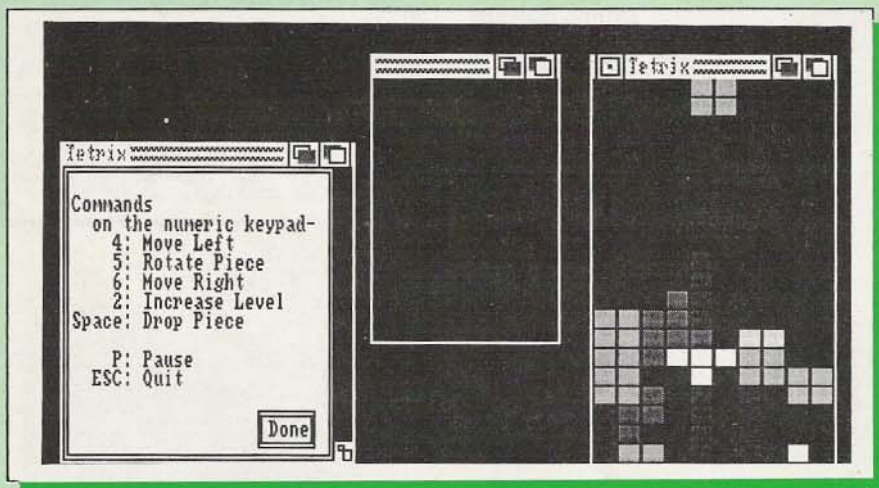 Tetrix
Commands
on the numeric keypad-
4: Move Left
5: Rotate Piece
6: Move Right
2: Increase Level
Space: Drop Piece
P: Pause
ESC: Quit
Done
Tetrix